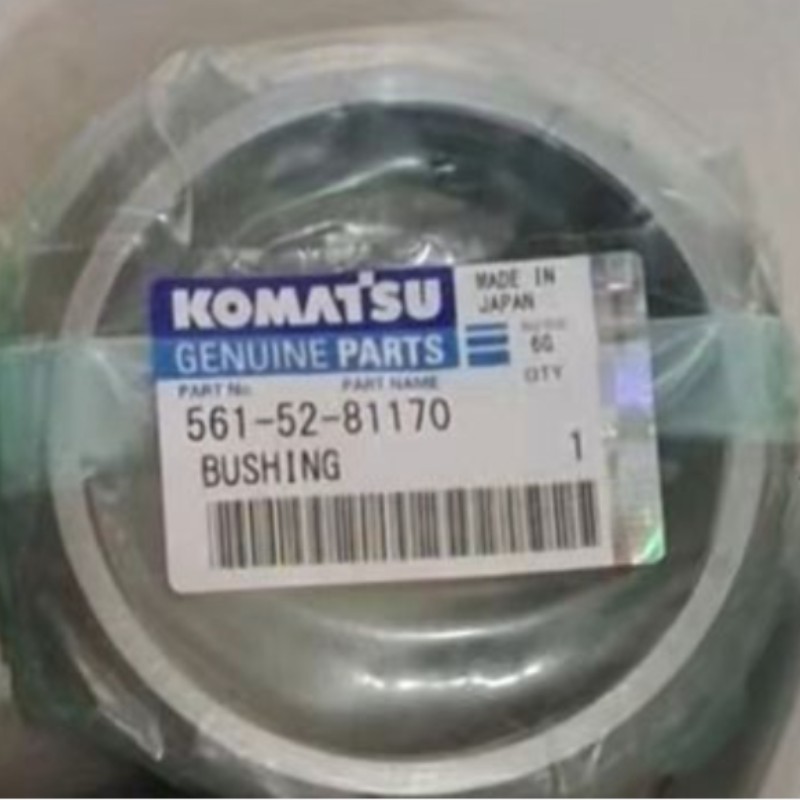 KOMATSU
GENUINE PARTS
MADE IN
JAPAN
6G
PART No.
PART NAME
QTY
561-52-81170
BUSHING
1